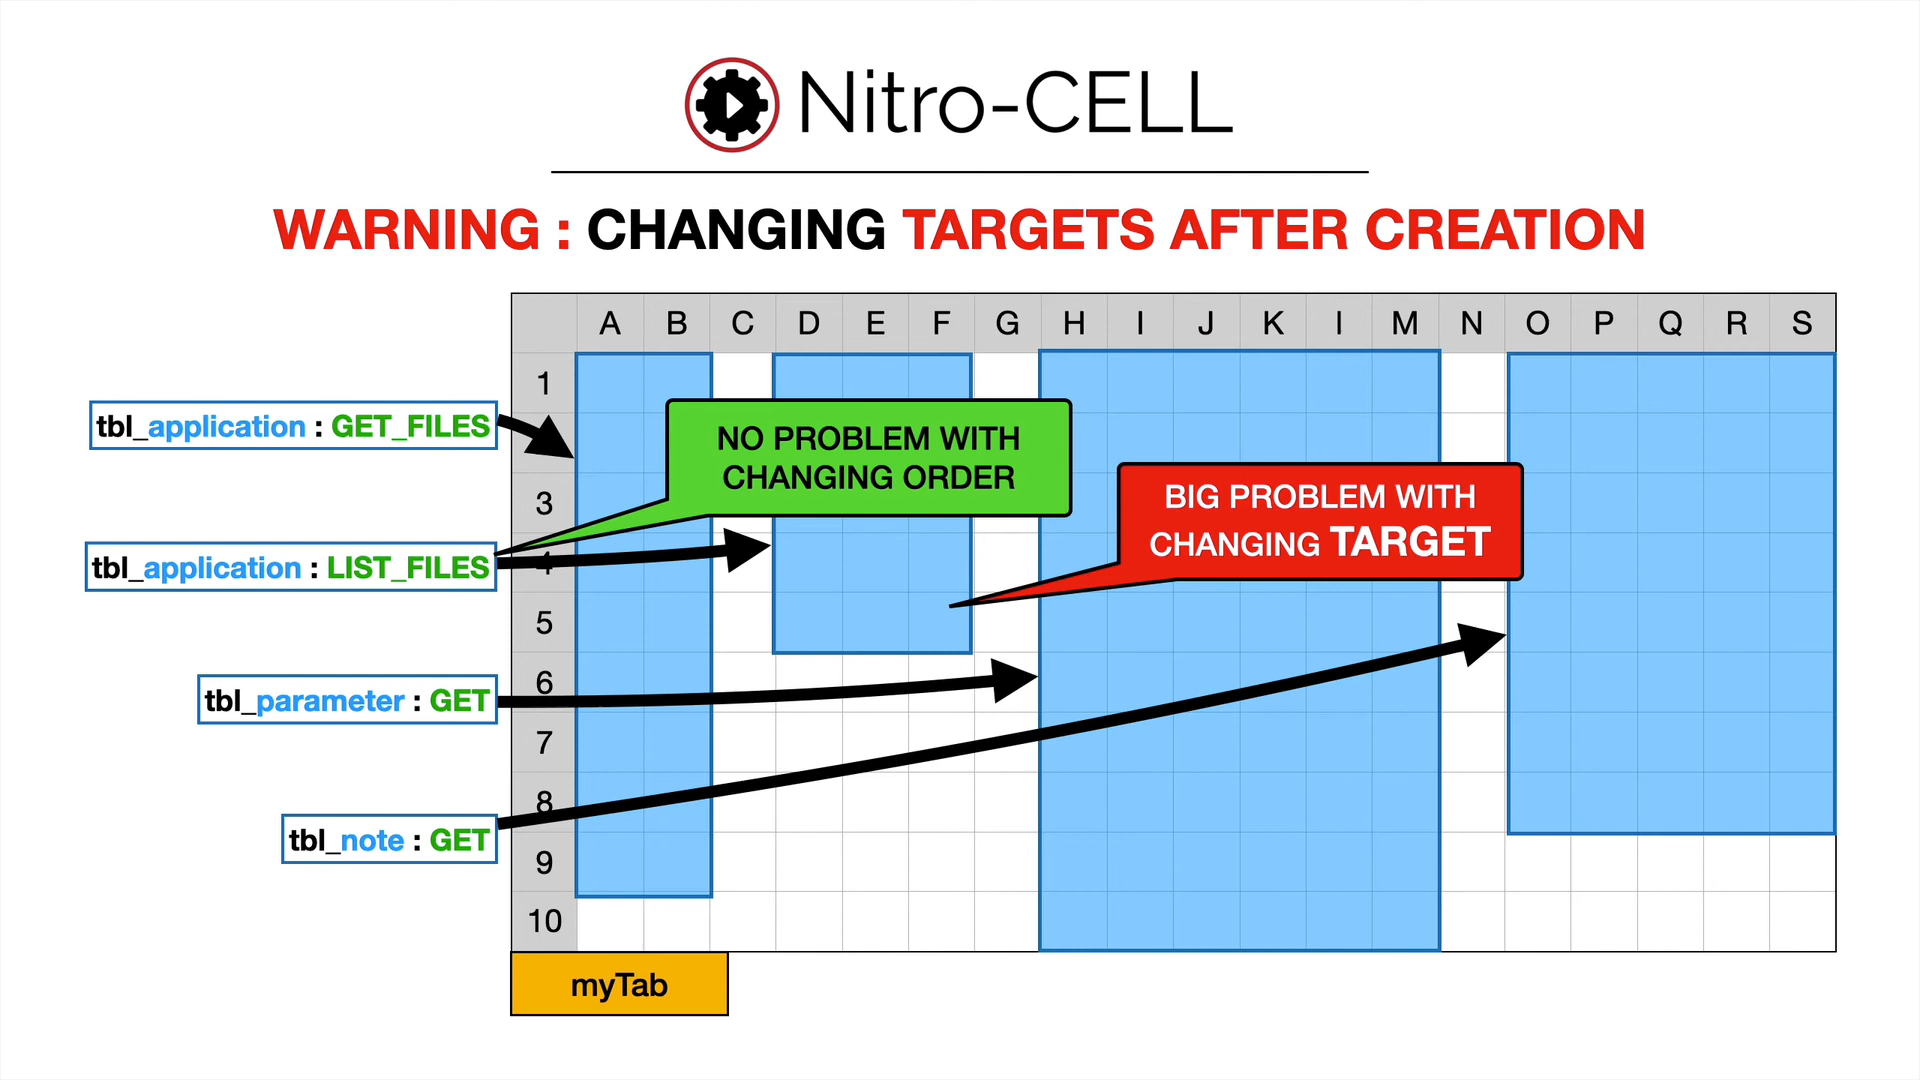 Nitro-CELL
WARNING : CHANGING TARGETS AFTER CREATION
A B C D E F G H I J K I M N O P Q R S
1
3
4
5
6
7
8
9
10
tbl_application : GET_FILES
tbl_application : LIST_FILES
tbl_parameter : GET
tbl_note : GET
NO PROBLEM WITH
CHANGING ORDER
BIG PROBLEM WITH
CHANGING TARGET
myTab